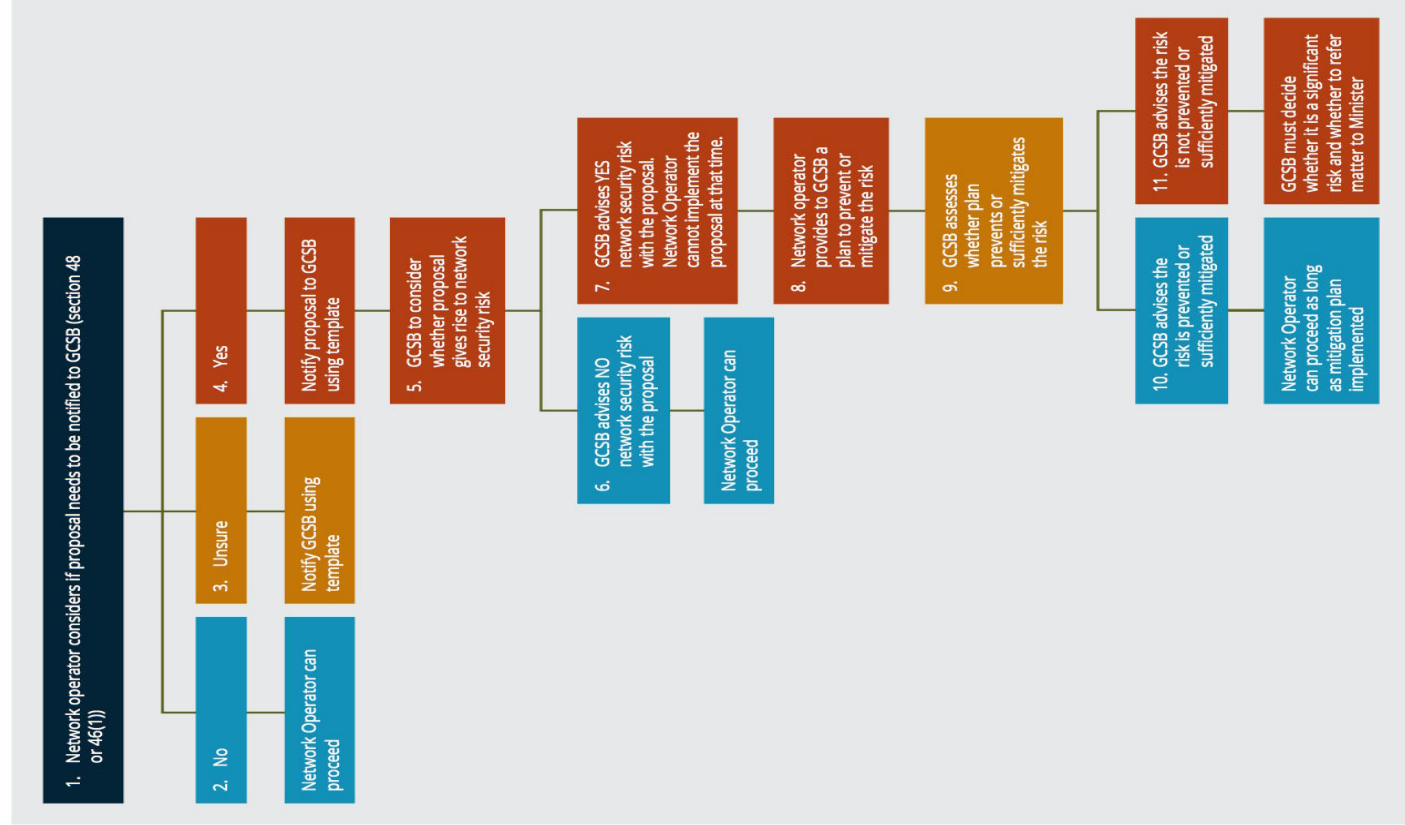 1. Network operator considers if proposal needs to be notified to GCSB (section 48
or 46(1))
2. No
Network Operator can
proceed
3. Unsure
Notify GCSB using
template
4. Yes
Notify proposal to GCSB
using template
5. GCSB to consider
whether proposal
gives rise to network
security risk
6. GCSB advises NO
network security risk
with the proposal
Network Operator can
proceed
7. GCSB advises YES
network security risk
with the proposal.
Network Operator
cannot implement the
proposal at that time.
8. Network operator
provides to GCSB a
plan to prevent or
mitigate the risk
9. GCSB assesses
whether plan
prevents or
sufficiently mitigates
the risk
10. GCSB advises the
risk is prevented or
sufficiently mitigated
Network Operator
can proceed as long
as mitigation plan
implemented
11. GCSB advises the risk
is not prevented or
sufficiently mitigated
GCSB must decide
whether it is a significant
risk and whether to refer
matter to Minister